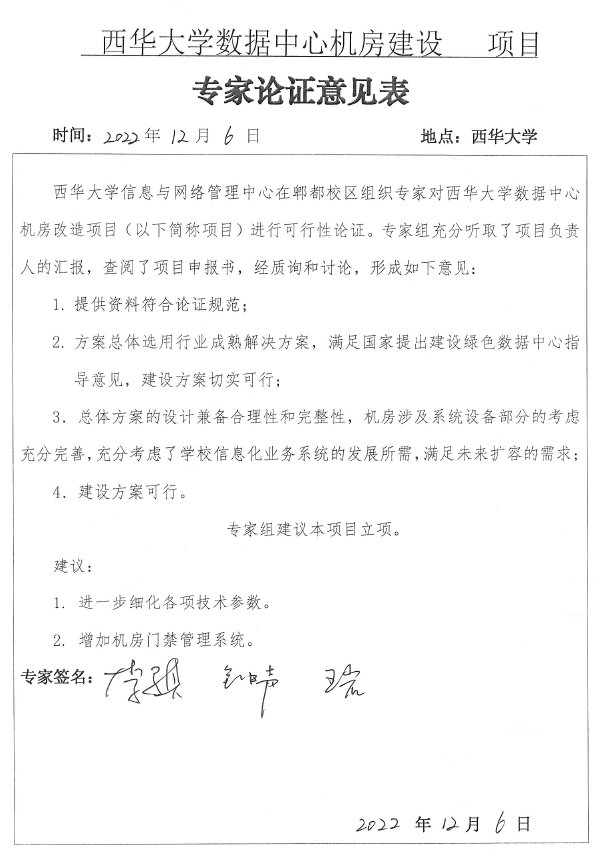 西华大学数据中心机房建设 项目
专家论证意见表
时间：2022年12月6日 地点：西华大学
西华大学信息与网络管理中心在郫都校区组织专家对西华大学数据中心
机房改造项目（以下简称项目）进行可行性论证。专家组充分听取了项目负责
人的汇报，查阅了项目申报书，经质询和讨论，形成如下意见：
1. 提供资料符合论证规范；
2. 方案总体选用行业成熟解决方案，满足国家提出建设绿色数据中心指
导意见，建设方案切实可行；
3．总体方案的设计兼备合理性和完整性，机房涉及系统设备部分的考虑
充分完善，充分考虑了学校信息化业务系统的发展所需，满足未来扩容的需求；
4．建设方案可行。
专家组建议本项目立项。
建议：
1. 进一步细化各项技术参数。
2. 增加机房门禁管理系统。
专家签名：
2022 年 12 月 6 日